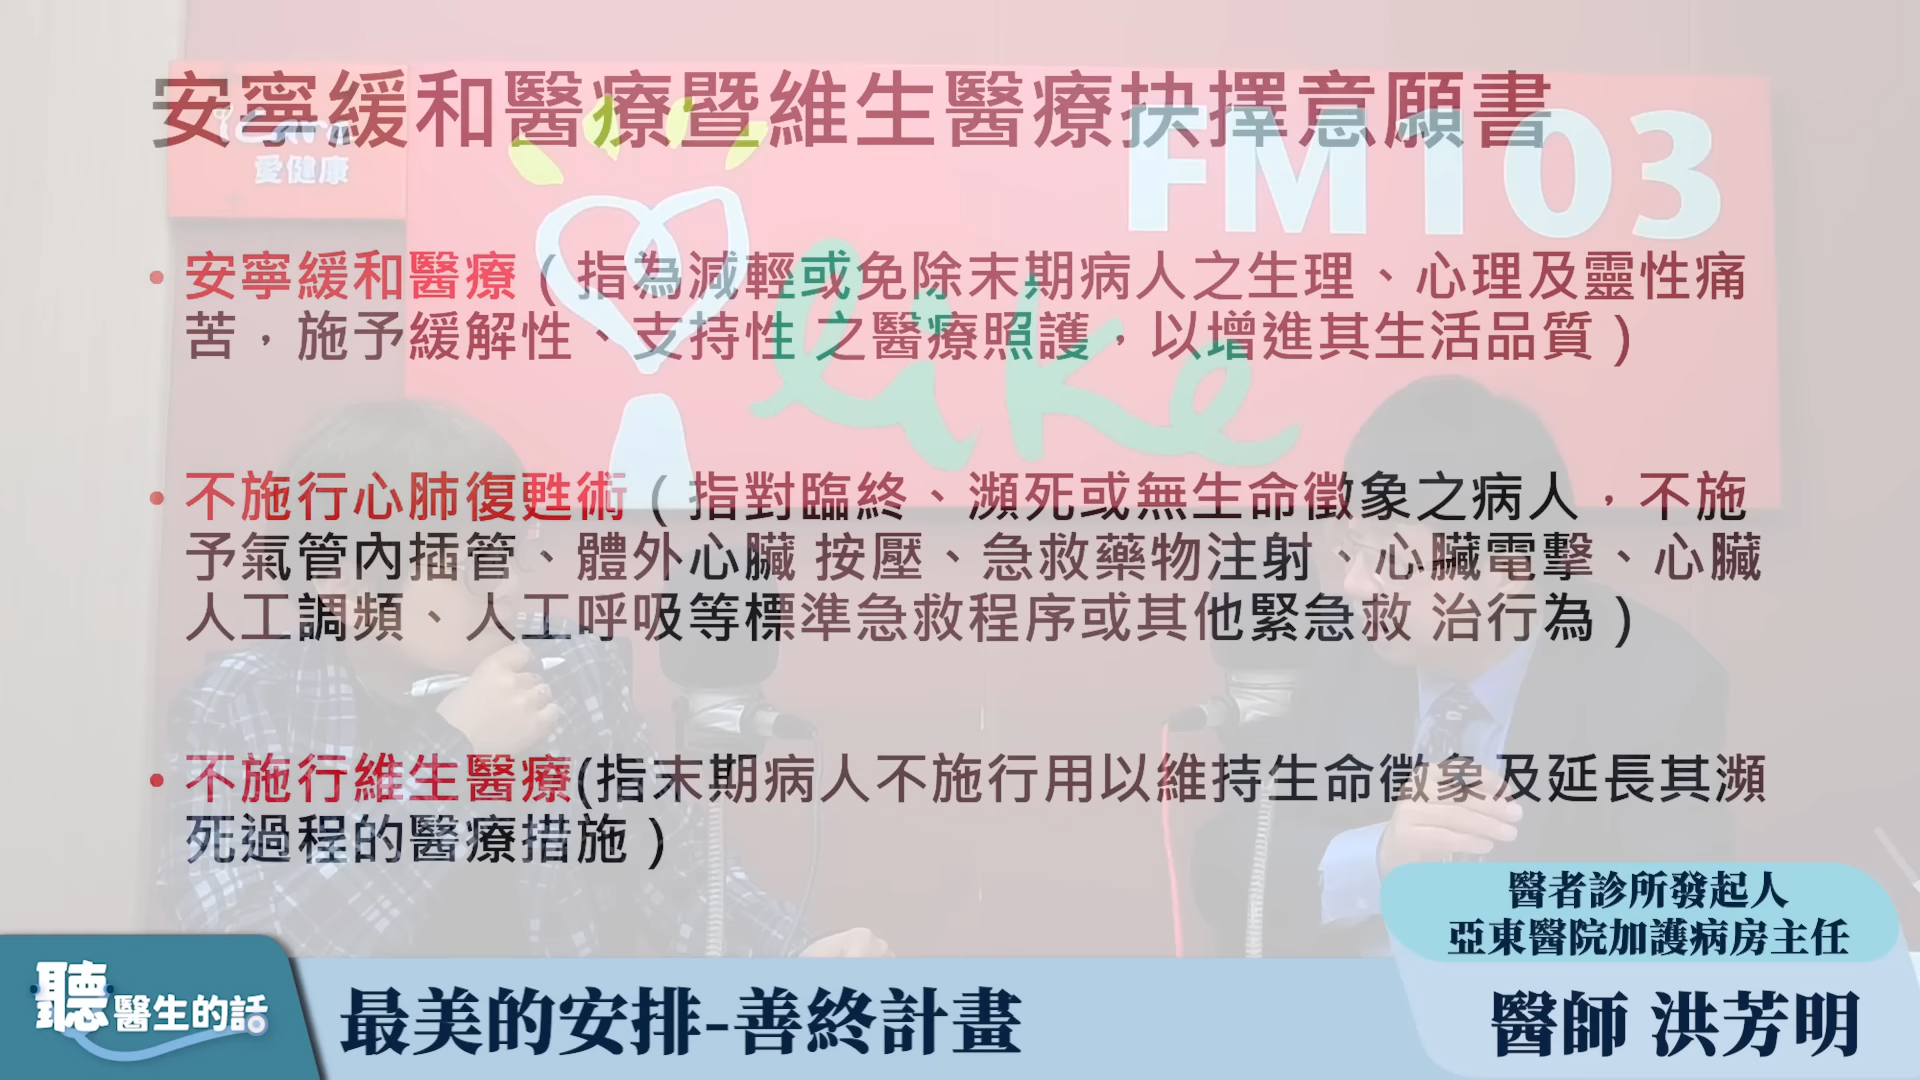 安寧緩和醫療暨維生醫療抉擇意願書
iCare
愛健康
FM103
like
• 安寧緩和醫療（指為減輕或免除末期病人之生理、心理及靈性痛
苦，施予緩解性、支持性 之醫療照護，以增進其生活品質）
• 不施行心肺復甦術（指對臨終、瀕死或無生命徵象之病人，不施
予氣管內插管、體外心臟 按壓、急救藥物注射、心臟電擊、心臟
人工調頻、人工呼吸等標準急救程序或其他緊急救 治行為）
• 不施行維生醫療(指末期病人不施行用以維持生命徵象及延長其瀕
死過程的醫療措施）
醫者診所發起人
亞東醫院加護病房主任
聽醫生的話
最美的安排-善終計畫
醫師 洪芳明